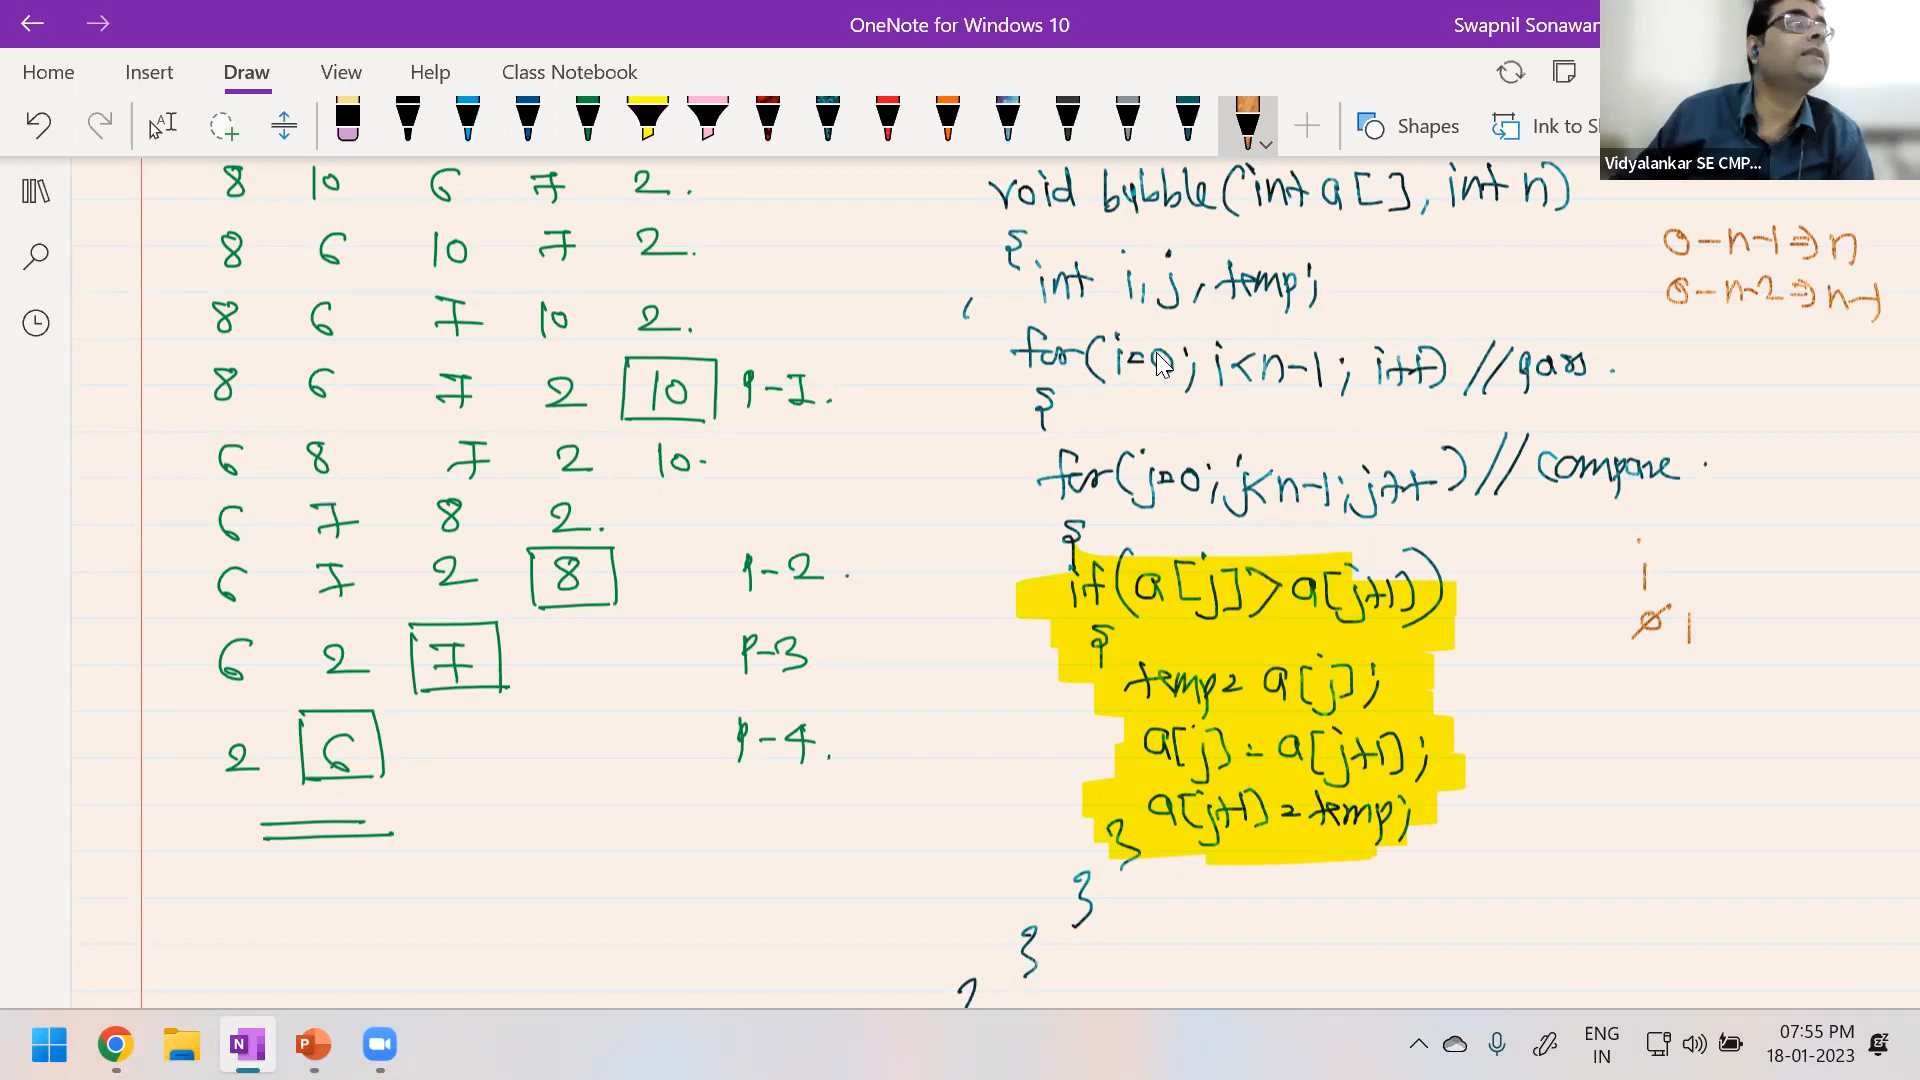 OneNote for Windows 10
Swapnil Sonawar
Home Insert Draw View Help Class Notebook
Shapes
Ink to S
Vidyalankar SE CMP...
8 10 6 7 2.
8 6 10 7 2.
8 6 7 10 2.
8 6 7 2 10 P-I.
6 8 7 2 10.
6 7 8 2.
6 7 2 8 P-2.
6 2 7 P-3
2 6 P-4.
void bubble(int a[], int n)
{
int i,j, temp;
for(i=0; i<n-1; i++) //pass.
{
for(j=0; j<n-1; j++) //compare.
{
if(a[j]>a[j+1])
{
temp= a[j];
a[j] = a[j+1];
a[j+1] = temp;
}
}
}
0-n-1⇒n
0-n-2⇒n-1
i
0 1
ENG
IN
07:55 PM
18-01-2023